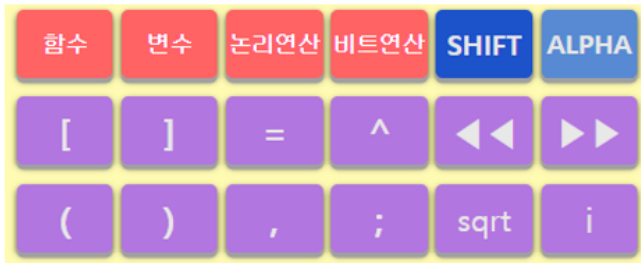 함수 변수 논리연산 비트연산 SHIFT ALPHA
[ ] = ^ ◀◀ ▶▶
( ) , ; sqrt i